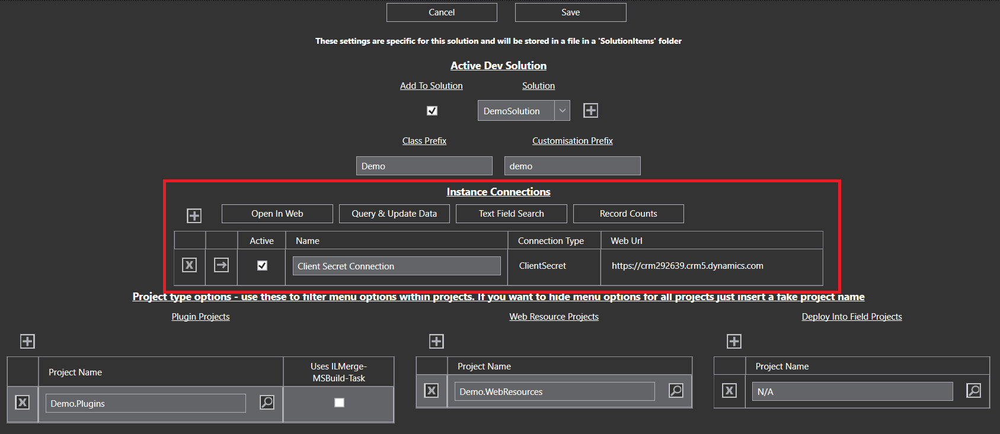 Cancel
Save
These settings are specific for this solution and will be stored in a file in a 'SolutionItems' folder
Active Dev Solution
Add To Solution
Solution
DemoSolution
Class Prefix
Customisation Prefix
Demo
demo
Instance Connections
Open In Web
Query & Update Data
Text Field Search
Record Counts
Active
Name
Connection Type
Web Url
X
Client Secret Connection
ClientSecret
https://crm292639.crm5.dynamics.com
Project type options - use these to filter menu options within projects. If you want to hide menu options for all projects just insert a fake project name
Plugin Projects
Web Resource Projects
Deploy Into Field Projects
Project Name
Uses ILMerge-
MSBuild-Task
X
Demo.Plugins
Project Name
X
Demo.WebResources
Project Name
X
N/A